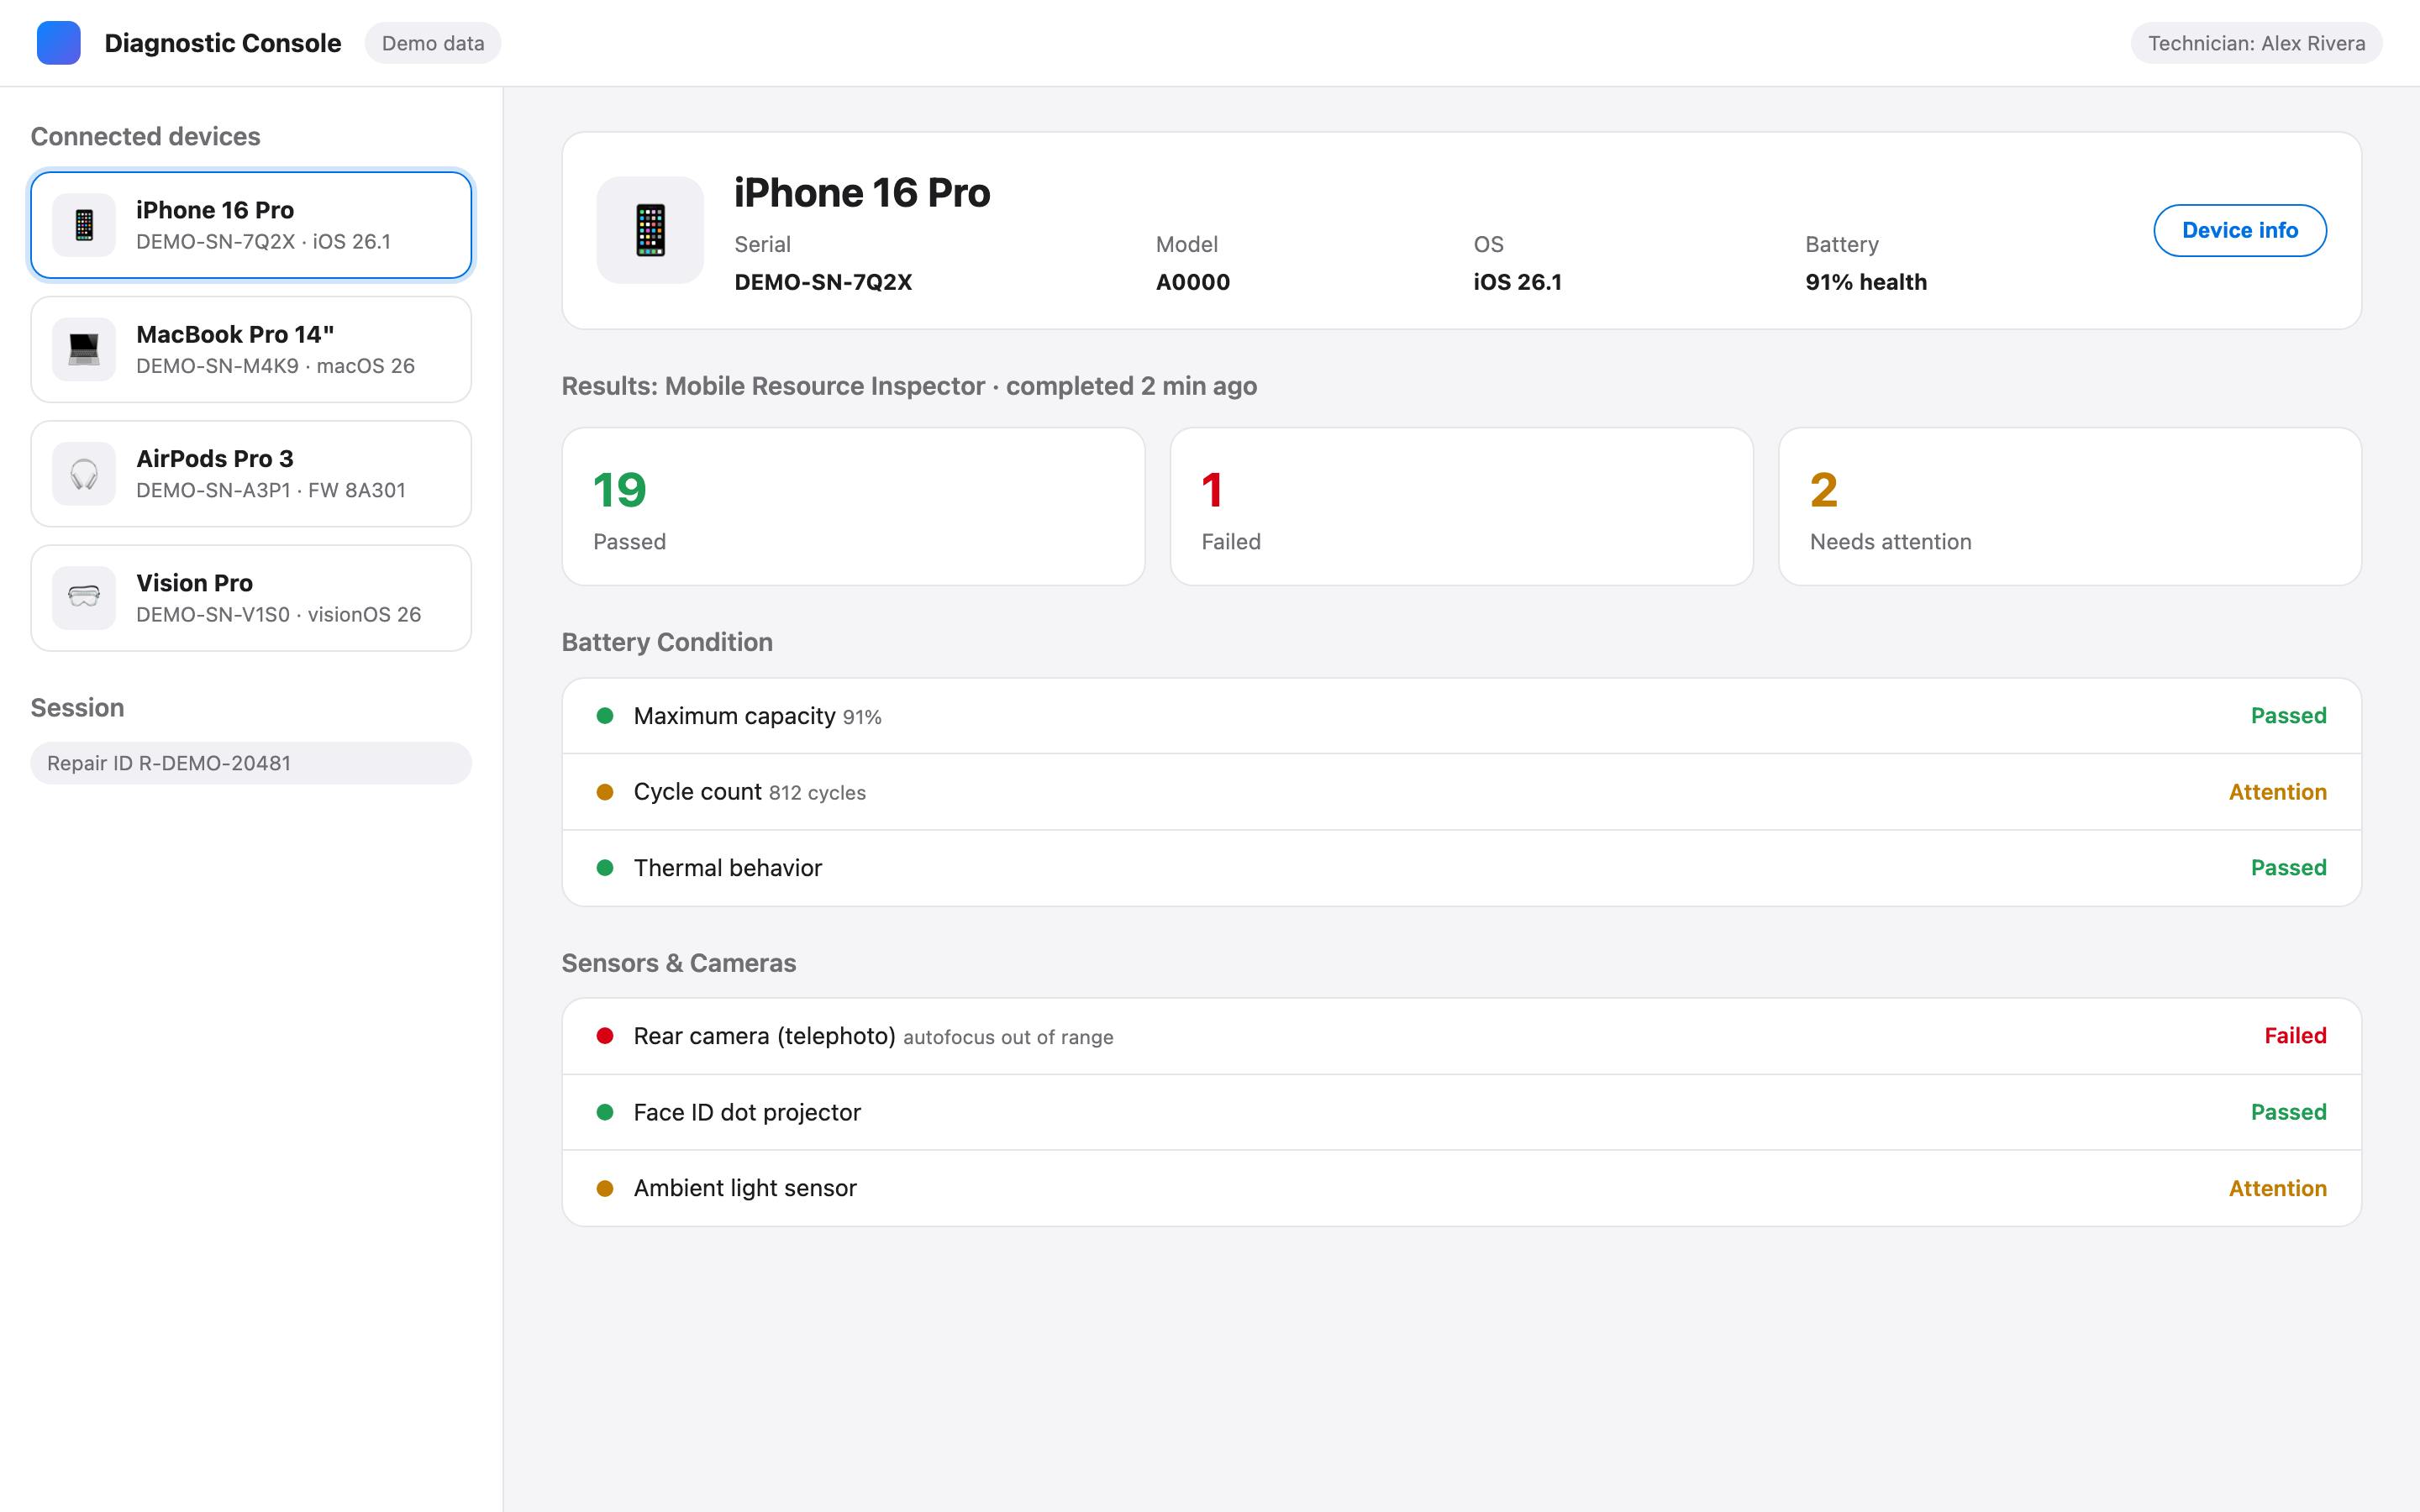 Diagnostic Console
Demo data
Technician: Alex Rivera
Connected devices
iPhone 16 Pro
DEMO-SN-7Q2X · iOS 26.1
MacBook Pro 14"
DEMO-SN-M4K9 · macOS 26
AirPods Pro 3
DEMO-SN-A3P1 · FW 8A301
Vision Pro
DEMO-SN-V1S0 · visionOS 26
Session
Repair ID R-DEMO-20481
iPhone 16 Pro
Serial
DEMO-SN-7Q2X
Model
A0000
OS
iOS 26.1
Battery
91% health
Device info
Results: Mobile Resource Inspector · completed 2 min ago
19
Passed
1
Failed
2
Needs attention
Battery Condition
Maximum capacity 91%
Passed
Cycle count 812 cycles
Attention
Thermal behavior
Passed
Sensors & Cameras
Rear camera (telephoto) autofocus out of range
Failed
Face ID dot projector
Passed
Ambient light sensor
Attention